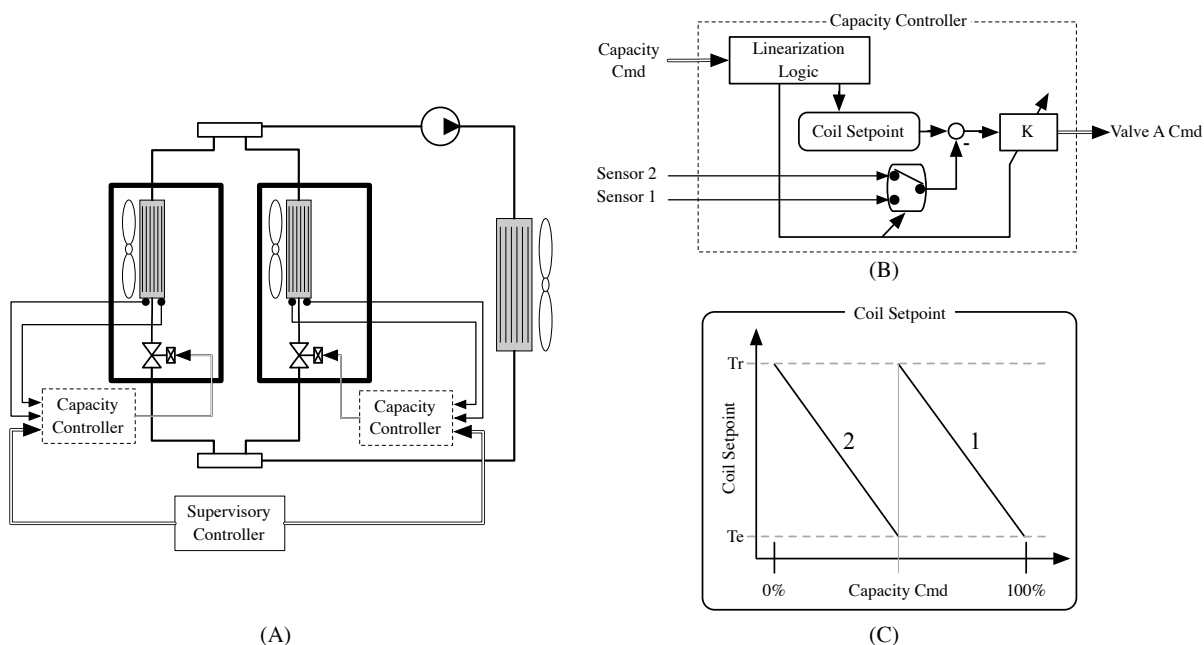 Capacity
Controller
Capacity
Controller
Supervisory
Controller
(A)
Capacity Controller
Capacity
Cmd
Linearization
Logic
Coil Setpoint
-
K
Valve A Cmd
Sensor 2
Sensor 1
(B)
Coil Setpoint
Tr
Coil Setpoint
2
1
Te
0%
Capacity Cmd
100%
(C)